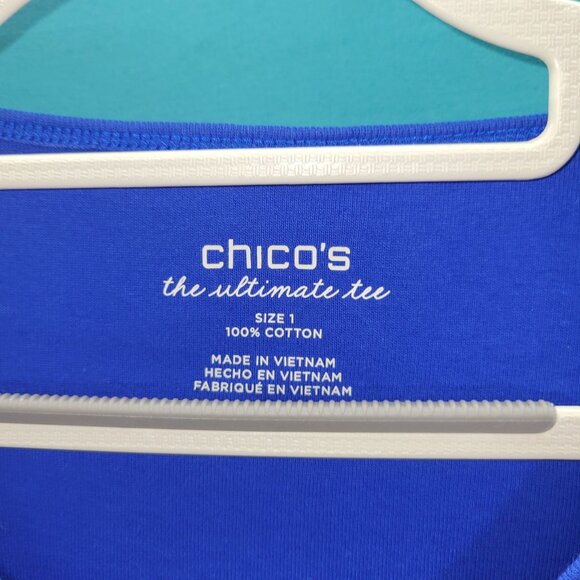 chico's
the ultimate tee
SIZE 1
100% COTTON
MADE IN VIETNAM
HECHO EN VIETNAM
FABRIQUÉ EN VIETNAM